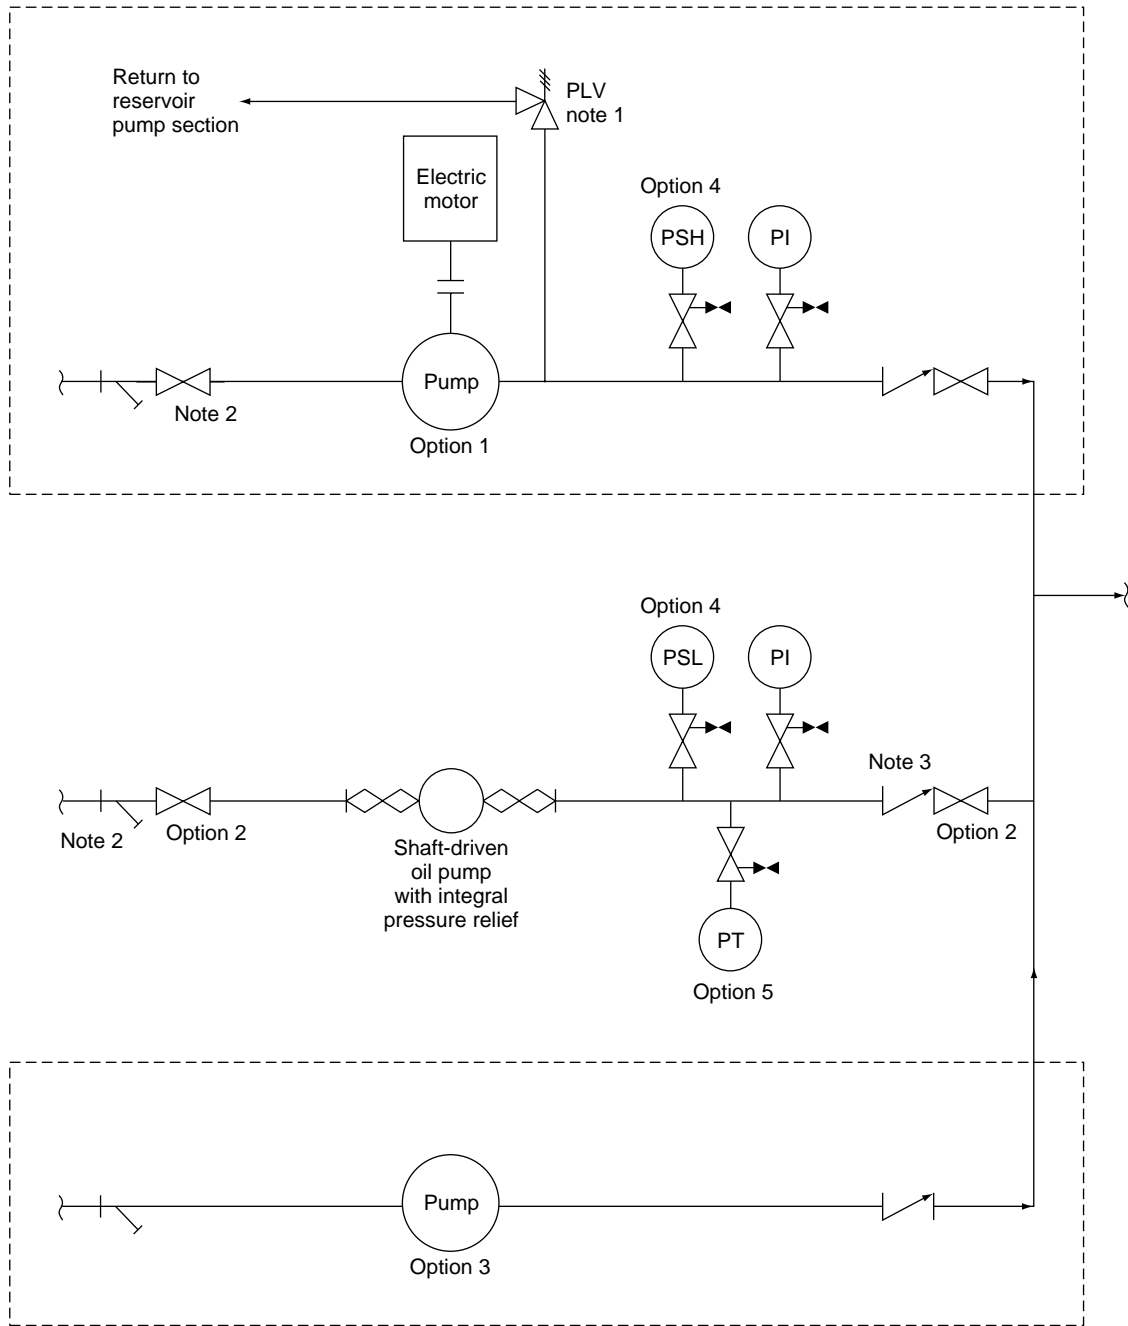 Return to
reservoir
pump section
PLV
note 1
Electric
motor
Option 4
PSH
PI
Pump
Note 2
Option 1
Option 4
PSL
PI
Note 3
Note 2
Option 2
Option 2
Shaft-driven
oil pump
with integral
pressure relief
PT
Option 5
Pump
Option 3